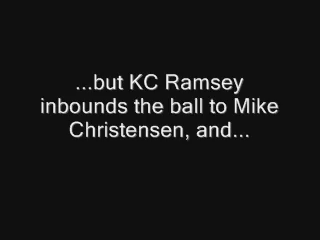 ...but KC Ramsey
inbounds the ball to Mike
Christensen, and...